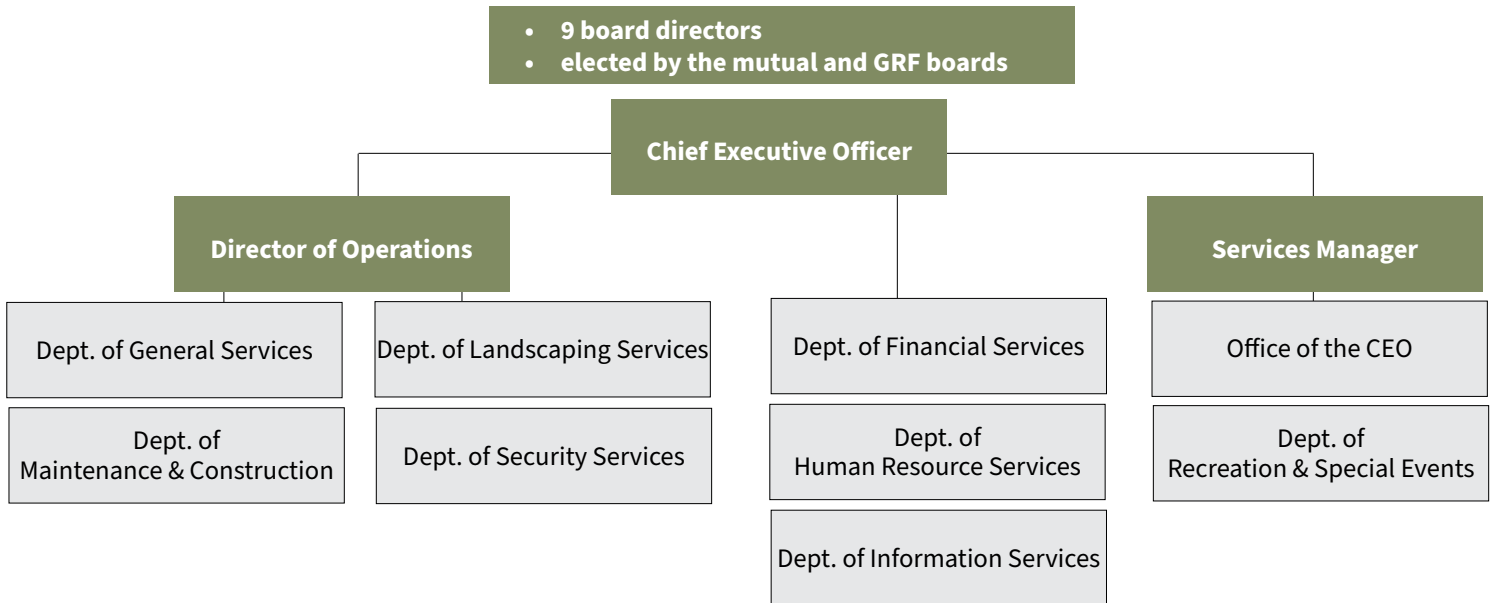 • 9 board directors
• elected by the mutual and GRF boards
Chief Executive Officer
Director of Operations
Services Manager
Dept. of General Services
Dept. of Landscaping Services
Dept. of Financial Services
Office of the CEO
Dept. of
Maintenance & Construction
Dept. of Security Services
Dept. of
Human Resource Services
Dept. of
Recreation & Special Events
Dept. of Information Services